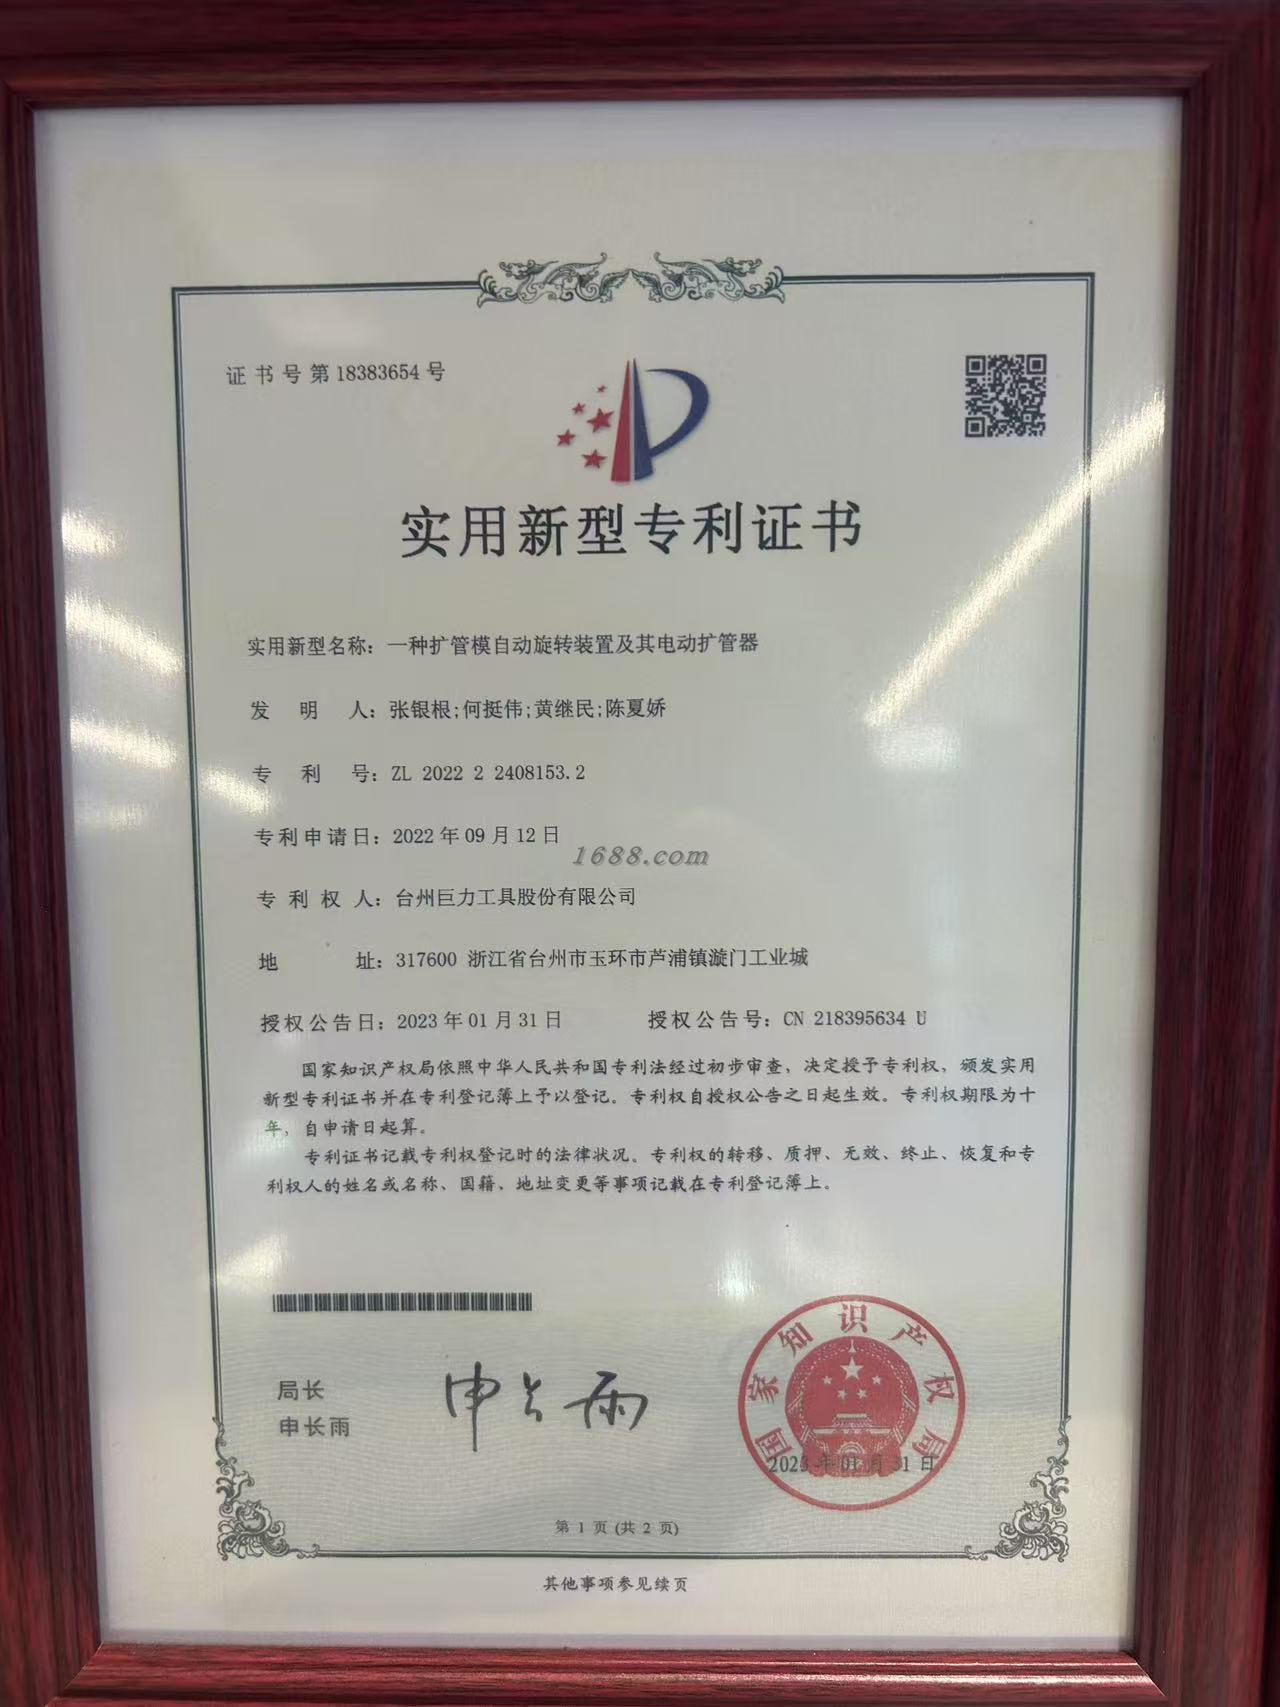 证书号第18383654号
实用新型专利证书
实用新型名称：一种扩管模自动旋转装置及其电动扩管器
发明人：张银根;何挺伟;黄继民;陈夏娇
专利号：ZL 2022 2 2408153.2
专利申请日：2022年09月12日
1688.com
专利权人：台州巨力工具股份有限公司
地址：317600 浙江省台州市玉环市芦浦镇漩门工业城
授权公告日：2023年01月31日 授权公告号：CN 218395634 U
国家知识产权局依照中华人民共和国专利法经过初步审查，决定授予专利权，颁发实用
新型专利证书并在专利登记簿上予以登记。专利权自授权公告之日起生效。专利权期限为十
年，自申请日起算。
专利证书记载专利权登记时的法律状况。专利权的转移、质押、无效、终止、恢复和专
利权人的姓名或名称、国籍、地址变更等事项记载在专利登记簿上。
局长
申长雨
申长雨
国家知识产权局
2023年01月31日
第 1 页 (共 2 页)
其他事项参见续页